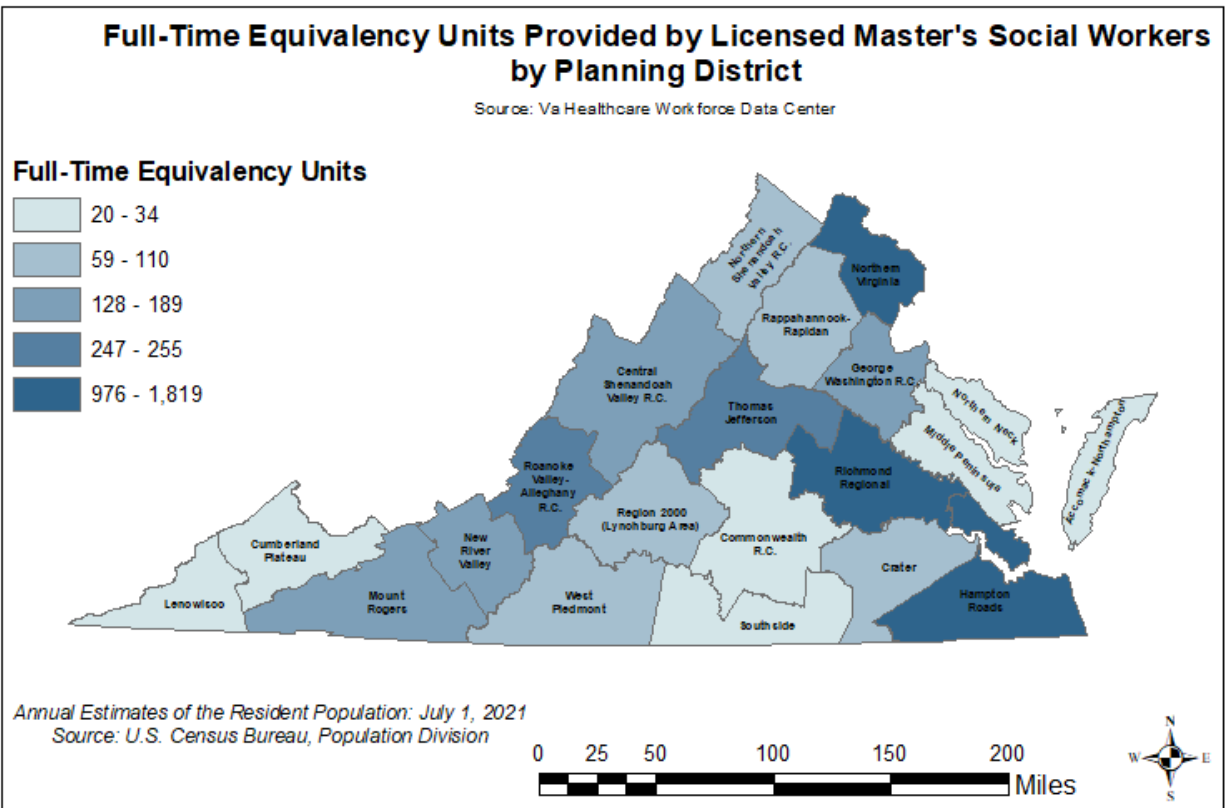 Full-Time Equivalency Units Provided by Licensed Master's Social Workers
by Planning District
Source: Va Healthcare Workforce Data Center
Full-Time Equivalency Units
20 - 34
59 - 110
128 - 189
247 - 255
976 - 1,819
Northern
Shenandoah
Valley R.C.
Northern
Virginia
Rappahannock-
Rapidan
Central
Shenandoah
Valley R.C.
George
Washington R.C.
Thomas
Jefferson
Northern Neck
Middle Peninsula
Accomack-Northampton
Roanoke
Valley-
Alleghany
R.C.
Richmond
Regional
Region 2000
(Lynchburg Area)
Commonwealth
R.C.
Cumberland
Plateau
New
River
Valley
Crater
Lenowisco
Mount
Rogers
West
Piedmont
Southside
Hampton
Roads
Annual Estimates of the Resident Population: July 1, 2021
Source: U.S. Census Bureau, Population Division
0 25 50 100 150 200
Miles
N
W E
S